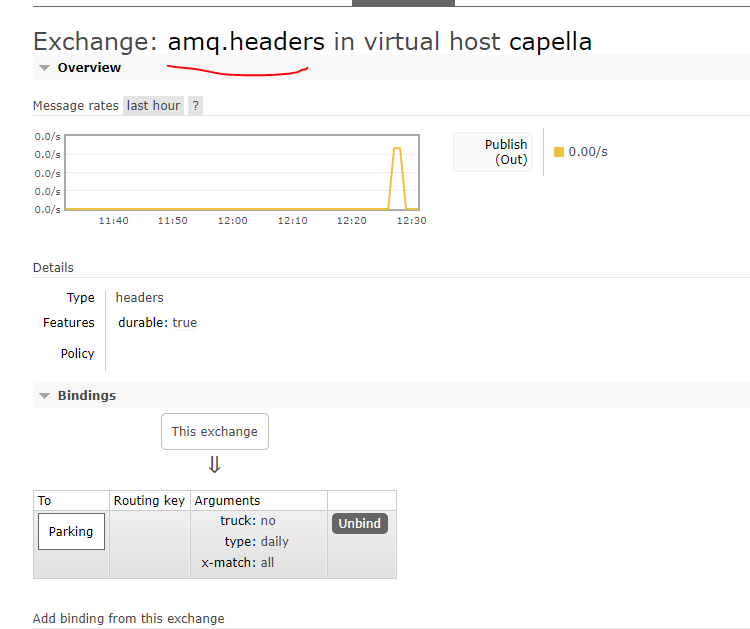 Exchange: amq.headers in virtual host capella
Overview
Message rates last hour ?
0.0/s
0.0/s
0.0/s
0.0/s
0.0/s
11:40 11:50 12:00 12:10 12:20 12:30
Publish
(Out)
0.00/s
Details
Type headers
Features durable: true
Policy
Bindings
This exchange
⇓
To Routing key Arguments
Parking truck: no Unbind
type: daily
x-match: all
Add binding from this exchange